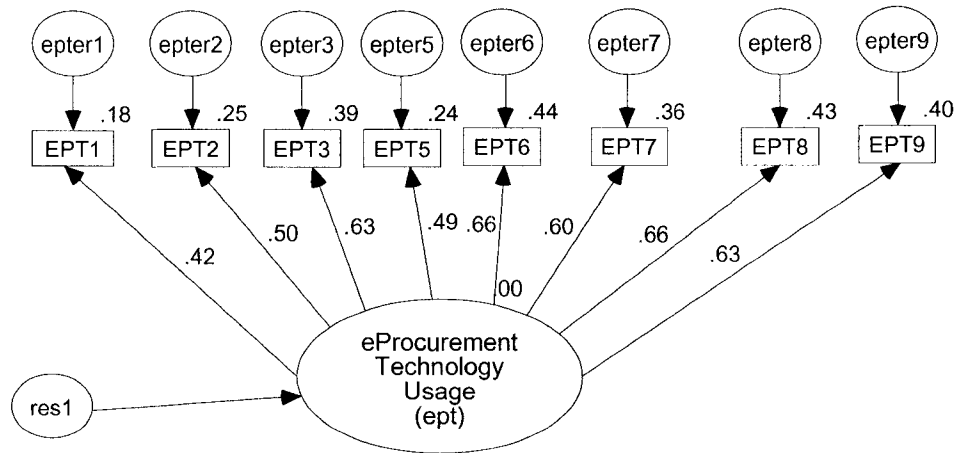 epter1 epter2 epter3 epter5 epter6 epter7 epter8 epter9
.18 .25 .39 .24 .44 .36 .43 .40
EPT1 EPT2 EPT3 EPT5 EPT6 EPT7 EPT8 EPT9
.42 .50 .63 .49 .66 .60 .66 .63
.00
eProcurement
Technology
Usage
(ept)
res1